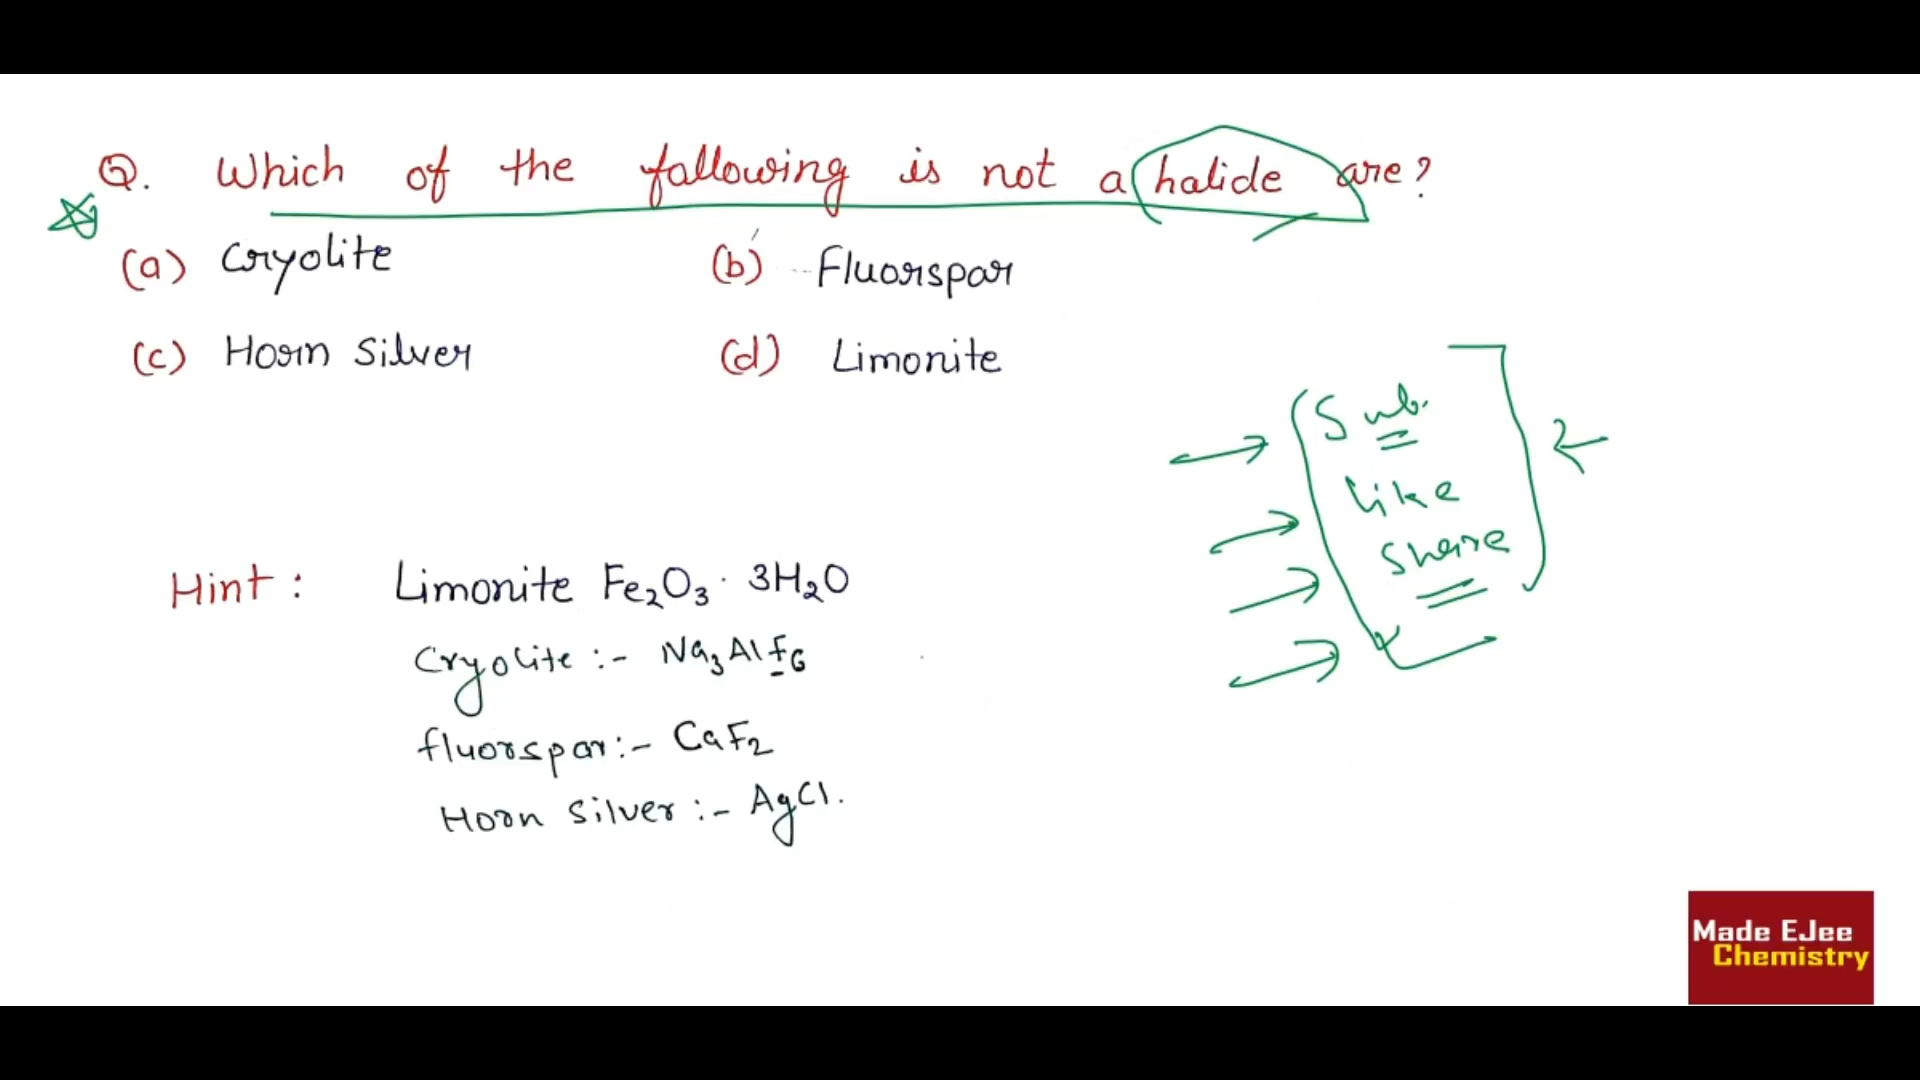 Q. Which of the fallowing is not a halide are?
(a) Cryolite (b) Fluorspar
(c) Horn Silver (d) Limonite
Sub.
like
share
Hint : Limonite Fe₂O₃ · 3H₂O
Cryolite :- Na₃AlF₆
fluorspar :- CaF₂
Horn Silver :- AgCl.
Made EJee
Chemistry